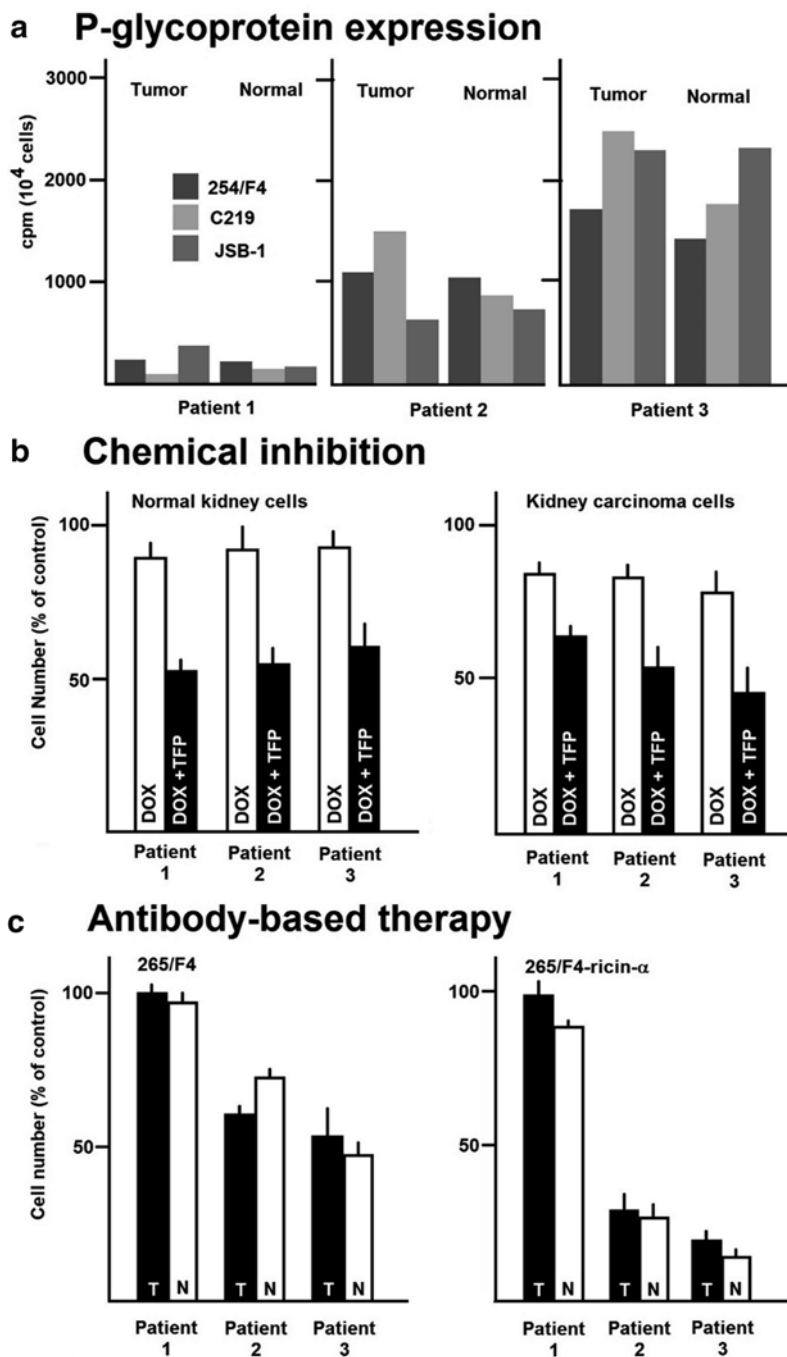 a P-glycoprotein expression
cpm (10⁴ cells)
3000
2000
1000
Tumor Normal
254/F4
C219
JSB-1
Patient 1
Tumor Normal
Patient 2
Tumor Normal
Patient 3
b Chemical inhibition
Cell Number (% of control)
100
50
Normal kidney cells
DOX
DOX + TFP
DOX
DOX + TFP
DOX
DOX + TFP
Patient Patient Patient
1 2 3
Kidney carcinoma cells
100
50
DOX
DOX + TFP
DOX
DOX + TFP
DOX
DOX + TFP
Patient Patient Patient
1 2 3
c Antibody-based therapy
Cell number (% of control)
265/F4
100
50
T N T N T N
Patient Patient Patient
1 2 3
265/F4-ricin-α
100
50
T N T N T N
Patient Patient Patient
1 2 3